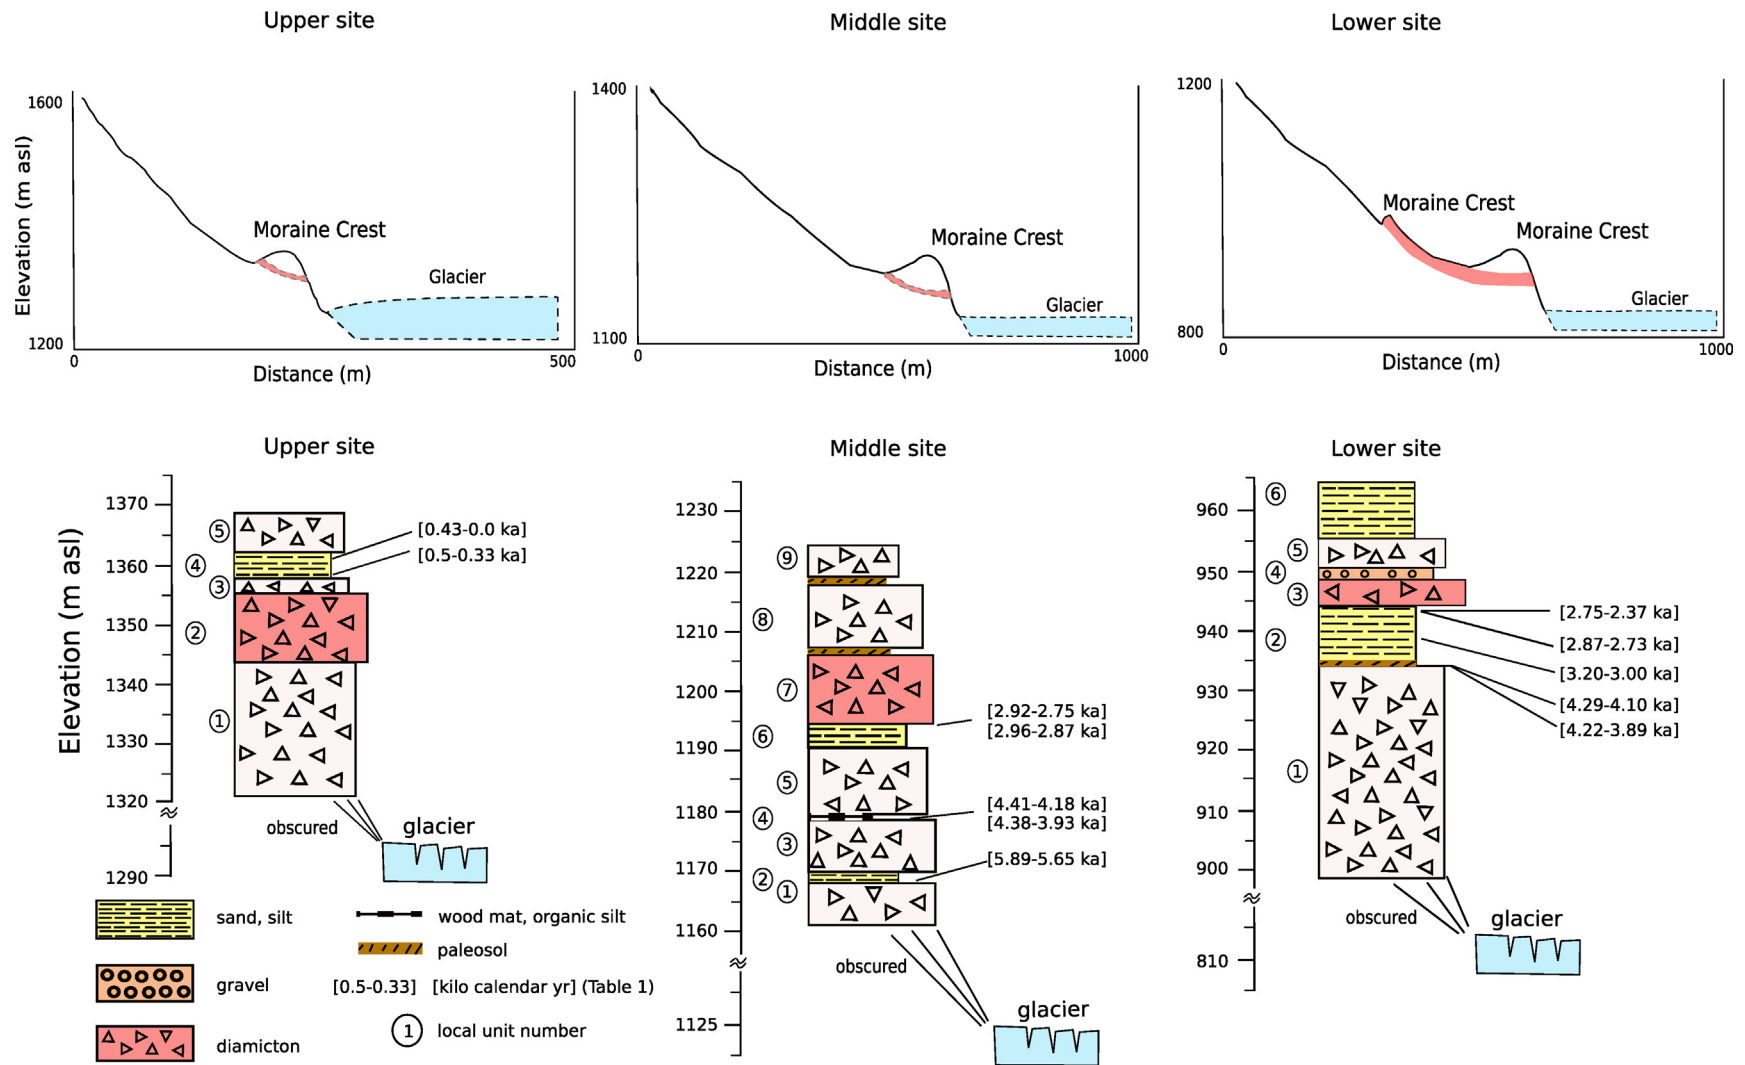 Upper site
Middle site
Lower site
1600
1200
Elevation (m asl)
Moraine Crest
Glacier
0
500
Distance (m)
1400
1100
Moraine Crest
Glacier
0
1000
Distance (m)
1200
800
Moraine Crest
Moraine Crest
Glacier
0
1000
Distance (m)
Upper site
Middle site
Lower site
Elevation (m asl)
1370
1360
1350
1340
1330
1320
1290
5
4
3
2
1
[0.43-0.0 ka]
[0.5-0.33 ka]
obscured
glacier
1230
1220
1210
1200
1190
1180
1170
1160
1125
9
8
7
6
5
4
3
2
1
[2.92-2.75 ka]
[2.96-2.87 ka]
[4.41-4.18 ka]
[4.38-3.93 ka]
[5.89-5.65 ka]
obscured
glacier
960
950
940
930
920
910
900
810
6
5
4
3
2
1
[2.75-2.37 ka]
[2.87-2.73 ka]
[3.20-3.00 ka]
[4.29-4.10 ka]
[4.22-3.89 ka]
obscured
glacier
sand, silt
gravel
diamicton
wood mat, organic silt
paleosol
[0.5-0.33] [kilo calendar yr] (Table 1)
1 local unit number